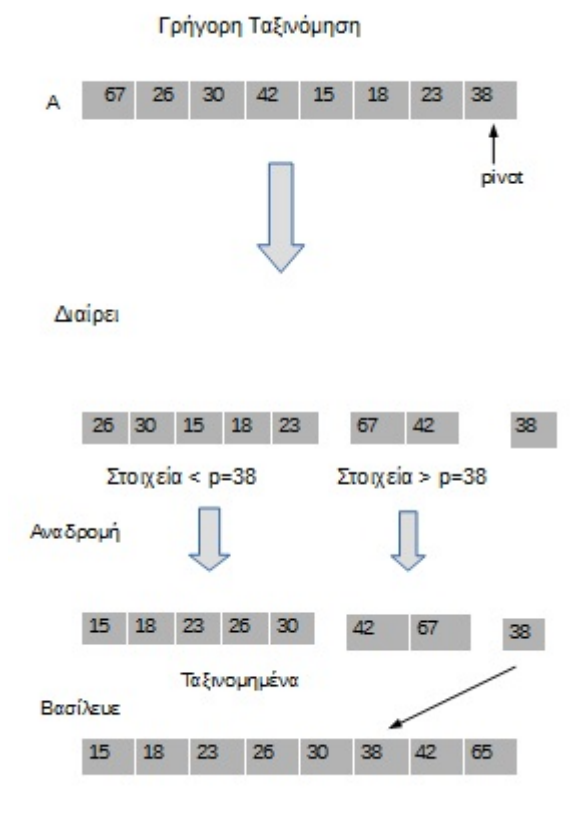 Γρήγορη Ταξινόμηση
A 67 26 30 42 15 18 23 38
pivot
Διαίρει
26 30 15 18 23 67 42 38
Στοιχεία < p=38 Στοιχεία > p=38
Αναδρομή
15 18 23 26 30 42 67 38
Ταξινομημένα
Βασίλευε
15 18 23 26 30 38 42 65